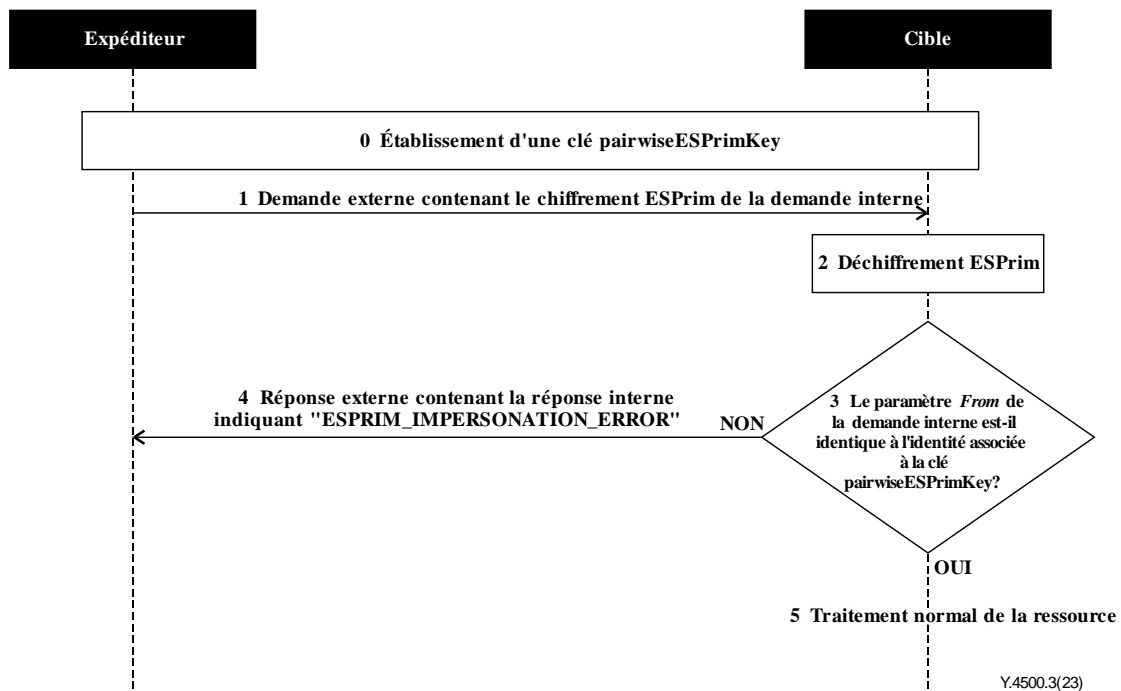 Expéditeur
Cible
0 Établissement d'une clé pairwiseESPrimKey
1 Demande externe contenant le chiffrement ESPrim de la demande interne
2 Déchiffrement ESPrim
4 Réponse externe contenant la réponse interne
indiquant "ESPRIM_IMPERSONATION_ERROR"
NON
3 Le paramètre From de
la demande interne est-il
identique à l'identité associée
à la clé
pairwiseESPrimKey?
OUI
5 Traitement normal de la ressource
Y.4500.3(23)